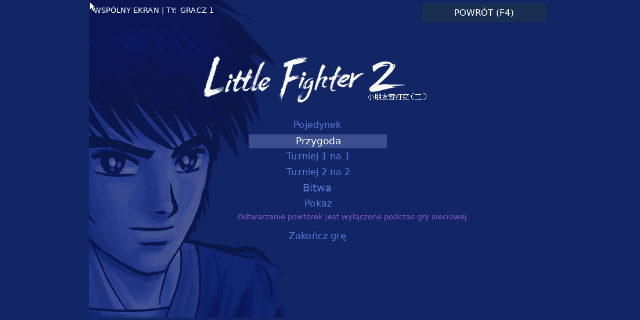 WSPÓLNY EKRAN | TY: GRACZ 1
POWRÓT (F4)
Little Fighter 2
Pojedynek
Przygoda
Turniej 1 na 1
Turniej 2 na 2
Bitwa
Pokaz
Odtwarzanie powtórek jest wyłączone podczas gry sieciowej
Zakończ grę